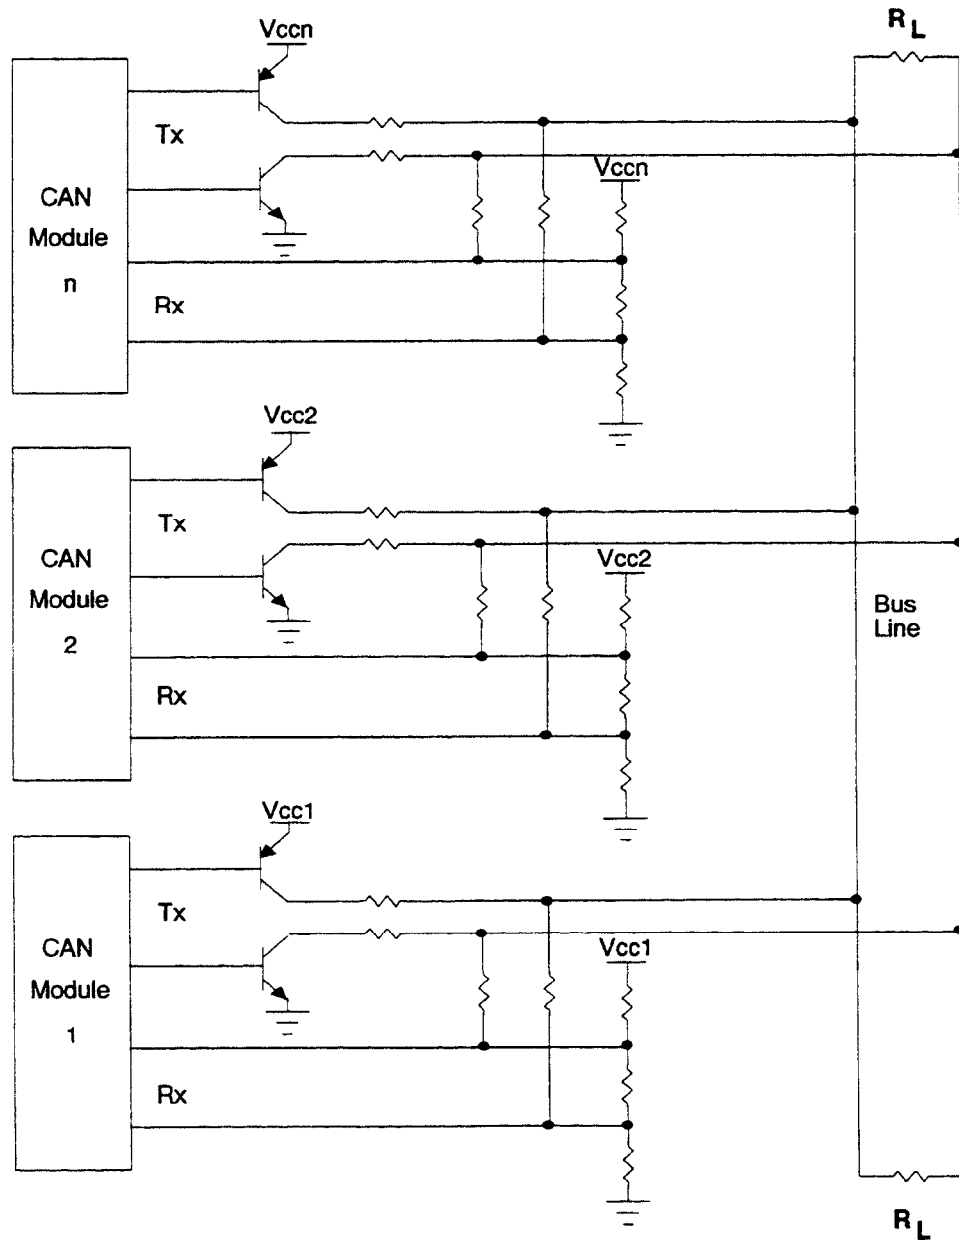 R L
Vccn
Tx
Vccn
CAN
Module
n
Rx
Vcc2
Tx
Vcc2
CAN
Module
2
Bus
Line
Rx
Vcc1
Tx
Vcc1
CAN
Module
1
Rx
R L